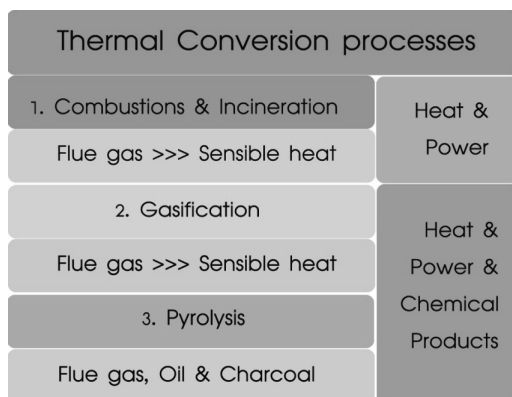 Thermal Conversion processes
1. Combustions & Incineration
Flue gas >>> Sensible heat
Heat &
Power
2. Gasification
Flue gas >>> Sensible heat
3. Pyrolysis
Flue gas, Oil & Charcoal
Heat &
Power &
Chemical
Products